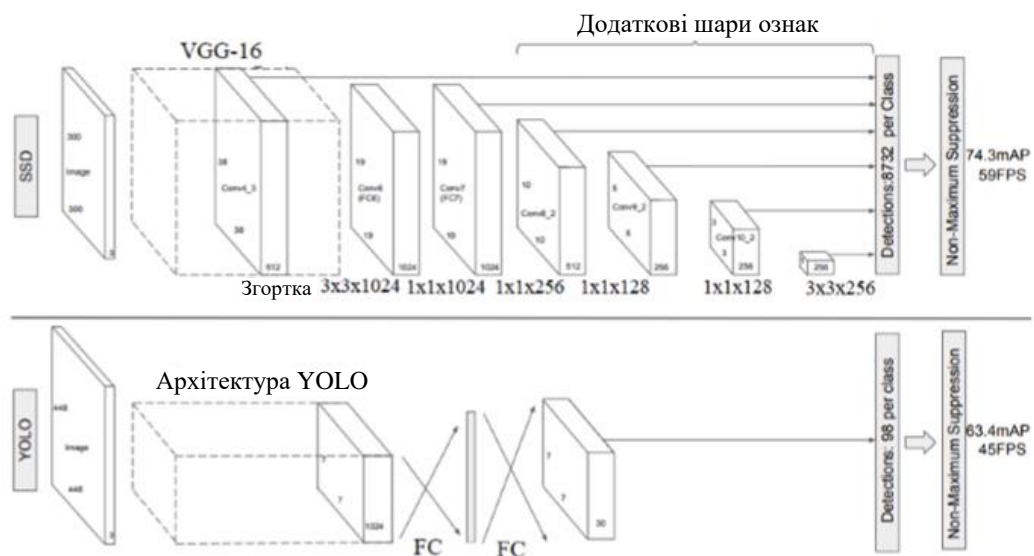 Додаткові шари ознак
VGG-16
SSD
300
Image
300
3
38
Conv4_3
38
512
19
Conv6
(FC6)
19
1024
19
Conv7
(FC7)
10
1024
10
Conv8_2
10
512
5
Conv9_2
5
256
3
Conv10_2
3
256
256
Detections:8732 per Class
Non-Maximum Suppression
74.3mAP
59FPS
Згортка
3x3x1024
1x1x1024
1x1x256
1x1x128
1x1x128
3x3x256
YOLO
448
Image
448
3
Архітектура YOLO
7
7
1024
FC
FC
7
7
30
Detections: 98 per class
Non-Maximum Suppression
63.4mAP
45FPS